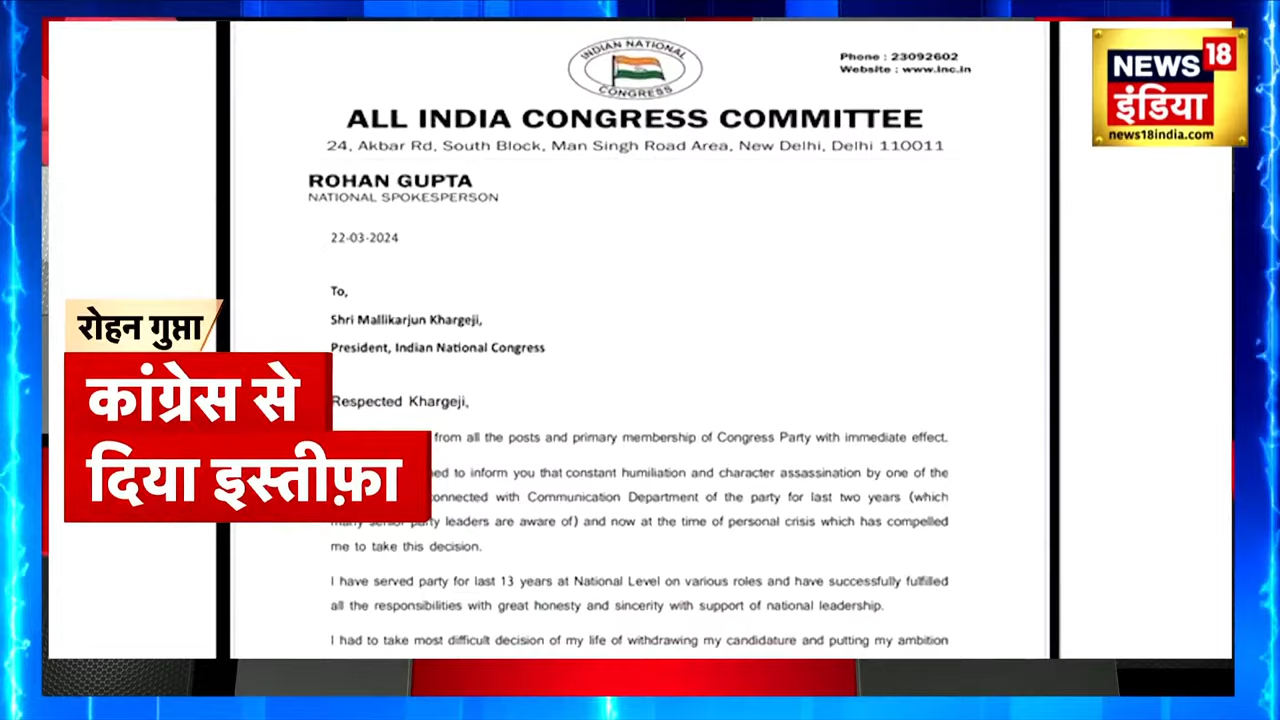 INDIAN NATIONAL
CONGRESS
Phone : 23092602
Website : www.inc.in
NEWS 18
इंडिया
news18india.com
ALL INDIA CONGRESS COMMITTEE
24, Akbar Rd, South Block, Man Singh Road Area, New Delhi, Delhi 110011
ROHAN GUPTA
NATIONAL SPOKESPERSON
22-03-2024
To,
Shri Mallikarjun Khargeji,
President, Indian National Congress
Respected Khargeji,
from all the posts and primary membership of Congress Party with immediate effect.
to inform you that constant humiliation and character assassination by one of the
connected with Communication Department of the party for last two years (which
many senior party leaders are aware of) and now at the time of personal crisis which has compelled
me to take this decision.
I have served party for last 13 years at National Level on various roles and have successfully fulfilled
all the responsibilities with great honesty and sincerity with support of national leadership.
I had to take most difficult decision of my life of withdrawing my candidature and putting my ambition
रोहन गुप्ता
कांग्रेस से
दिया इस्तीफ़ा